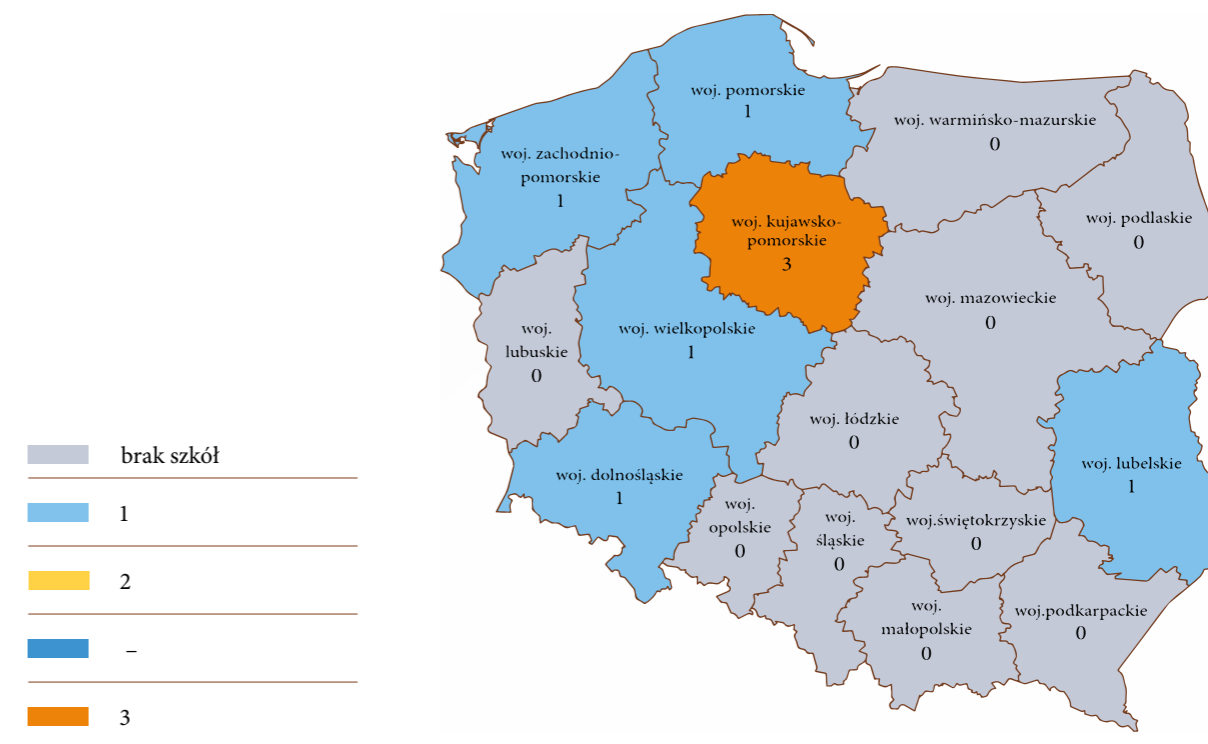 brak szkół
1
2
–
3
woj. pomorskie
1
woj. warmińsko-mazurskie
0
woj. zachodnio-
pomorskie
1
woj. kujawsko-
pomorskie
3
woj. podlaskie
0
woj. mazowieckie
0
woj.
lubuskie
0
woj. wielkopolskie
1
woj. łódzkie
0
woj. lubelskie
1
woj. dolnośląskie
1
woj.
opolskie
0
woj.
śląskie
0
woj.świętokrzyskie
0
woj.
małopolskie
0
woj.podkarpackie
0